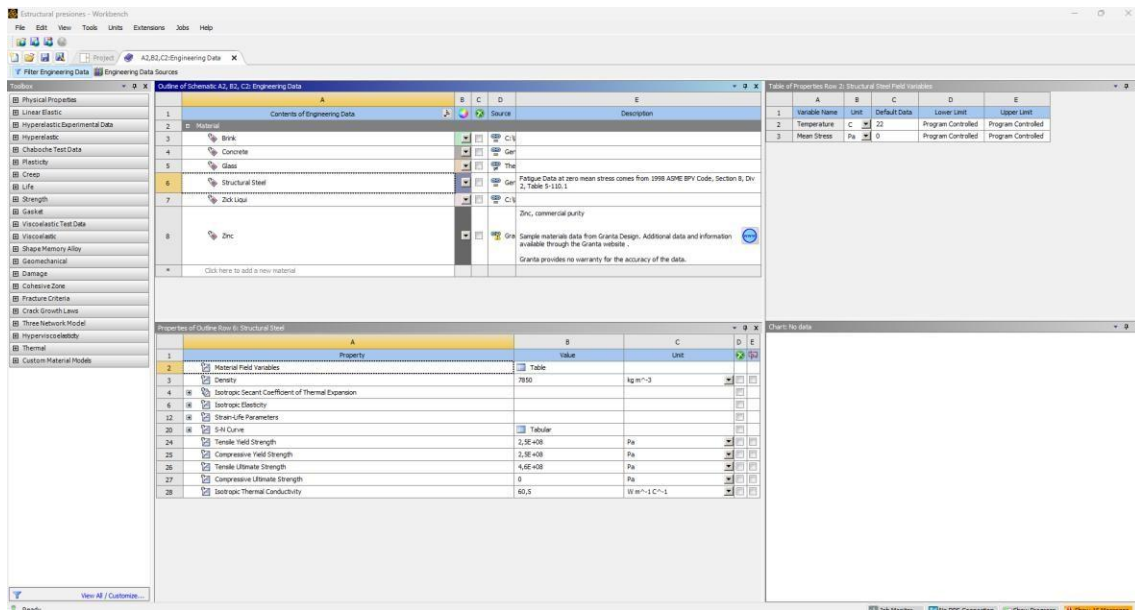 Estructural presiones - Workbench
File Edit View Tools Units Extensions Jobs Help
Project A2,B2,C2:Engineering Data X
Filter Engineering Data Engineering Data Sources
Toolbox
Physical Properties
Linear Elastic
Hyperelastic Experimental Data
Hyperelastic
Chaboche Test Data
Plasticity
Creep
Life
Strength
Gasket
Viscoelastic Test Data
Viscoelastic
Shape Memory Alloy
Geomechanical
Damage
Cohesive Zone
Fracture Criteria
Crack Growth Laws
Three Network Model
Hyperviscoelasticity
Thermal
Custom Material Models
View All / Customize...
Outline of Schematic A2, B2, C2: Engineering Data
A B C D E
1 Contents of Engineering Data Source Description
2 Material
3 Brink C:\
4 Concrete Ger
5 Glass The
6 Structural Steel Ger Fatigue Data at zero mean stress comes from 1998 ASME BPV Code, Section 8, Div 2, Table 5-110.1
7 Zick Liqui C:\
8 Zinc Gra Zinc, commercial purity
Sample materials data from Granta Design. Additional data and information available through the Granta website .
Granta provides no warranty for the accuracy of the data.
* Click here to add a new material
Properties of Outline Row 6: Structural Steel
A B C D E
1 Property Value Unit
2 Material Field Variables Table
3 Density 7850 kg m^-3
4 Isotropic Secant Coefficient of Thermal Expansion
6 Isotropic Elasticity
12 Strain-Life Parameters
20 S-N Curve Tabular
24 Tensile Yield Strength 2,5E+08 Pa
25 Compressive Yield Strength 2,5E+08 Pa
26 Tensile Ultimate Strength 4,6E+08 Pa
27 Compressive Ultimate Strength 0 Pa
28 Isotropic Thermal Conductivity 60,5 W m^-1 C^-1
Table of Properties Row 2: Structural Steel Field Variables
A B C D E
1 Variable Name Unit Default Data Lower Limit Upper Limit
2 Temperature C 22 Program Controlled Program Controlled
3 Mean Stress Pa 0 Program Controlled Program Controlled
Chart: No data
Ready
Job Monitor... No DPS Connection Show Progress